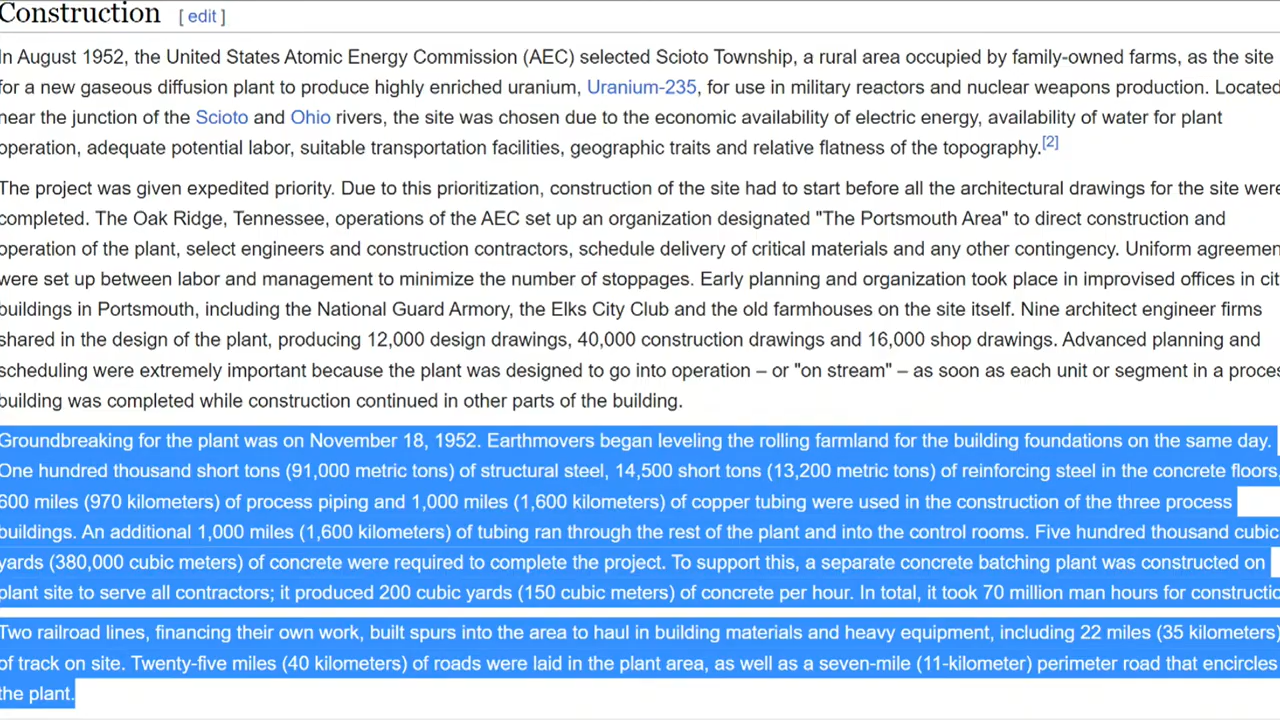 Construction [ edit ]
In August 1952, the United States Atomic Energy Commission (AEC) selected Scioto Township, a rural area occupied by family-owned farms, as the site
for a new gaseous diffusion plant to produce highly enriched uranium, Uranium-235, for use in military reactors and nuclear weapons production. Located
near the junction of the Scioto and Ohio rivers, the site was chosen due to the economic availability of electric energy, availability of water for plant
operation, adequate potential labor, suitable transportation facilities, geographic traits and relative flatness of the topography.[2]
The project was given expedited priority. Due to this prioritization, construction of the site had to start before all the architectural drawings for the site were
completed. The Oak Ridge, Tennessee, operations of the AEC set up an organization designated "The Portsmouth Area" to direct construction and
operation of the plant, select engineers and construction contractors, schedule delivery of critical materials and any other contingency. Uniform agreemen
were set up between labor and management to minimize the number of stoppages. Early planning and organization took place in improvised offices in cit
buildings in Portsmouth, including the National Guard Armory, the Elks City Club and the old farmhouses on the site itself. Nine architect engineer firms
shared in the design of the plant, producing 12,000 design drawings, 40,000 construction drawings and 16,000 shop drawings. Advanced planning and
scheduling were extremely important because the plant was designed to go into operation – or "on stream" – as soon as each unit or segment in a proces
building was completed while construction continued in other parts of the building.
Groundbreaking for the plant was on November 18, 1952. Earthmovers began leveling the rolling farmland for the building foundations on the same day.
One hundred thousand short tons (91,000 metric tons) of structural steel, 14,500 short tons (13,200 metric tons) of reinforcing steel in the concrete floors
600 miles (970 kilometers) of process piping and 1,000 miles (1,600 kilometers) of copper tubing were used in the construction of the three process
buildings. An additional 1,000 miles (1,600 kilometers) of tubing ran through the rest of the plant and into the control rooms. Five hundred thousand cubic
yards (380,000 cubic meters) of concrete were required to complete the project. To support this, a separate concrete batching plant was constructed on
plant site to serve all contractors; it produced 200 cubic yards (150 cubic meters) of concrete per hour. In total, it took 70 million man hours for constructio
Two railroad lines, financing their own work, built spurs into the area to haul in building materials and heavy equipment, including 22 miles (35 kilometers)
of track on site. Twenty-five miles (40 kilometers) of roads were laid in the plant area, as well as a seven-mile (11-kilometer) perimeter road that encircles
the plant.